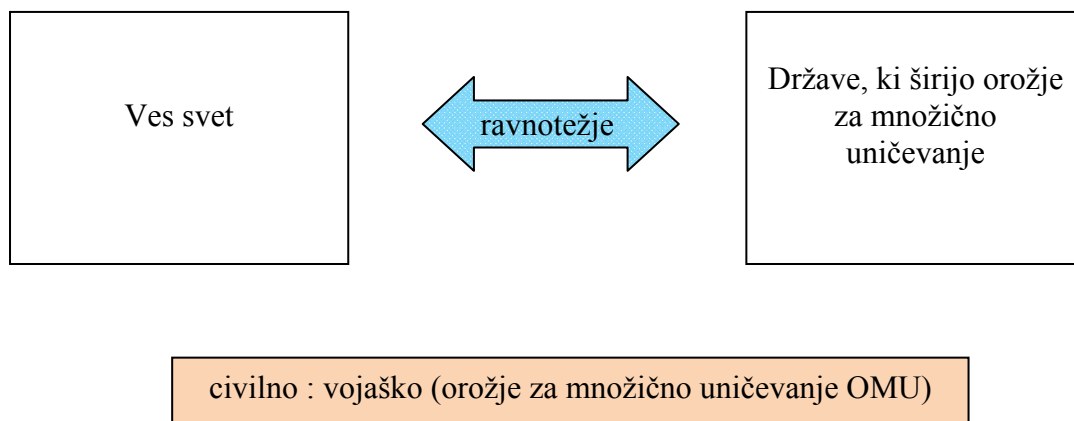 Ves svet
ravnotežje
Države, ki širijo orožje
za množično
uničevanje
civilno : vojaško (orožje za množično uničevanje OMU)